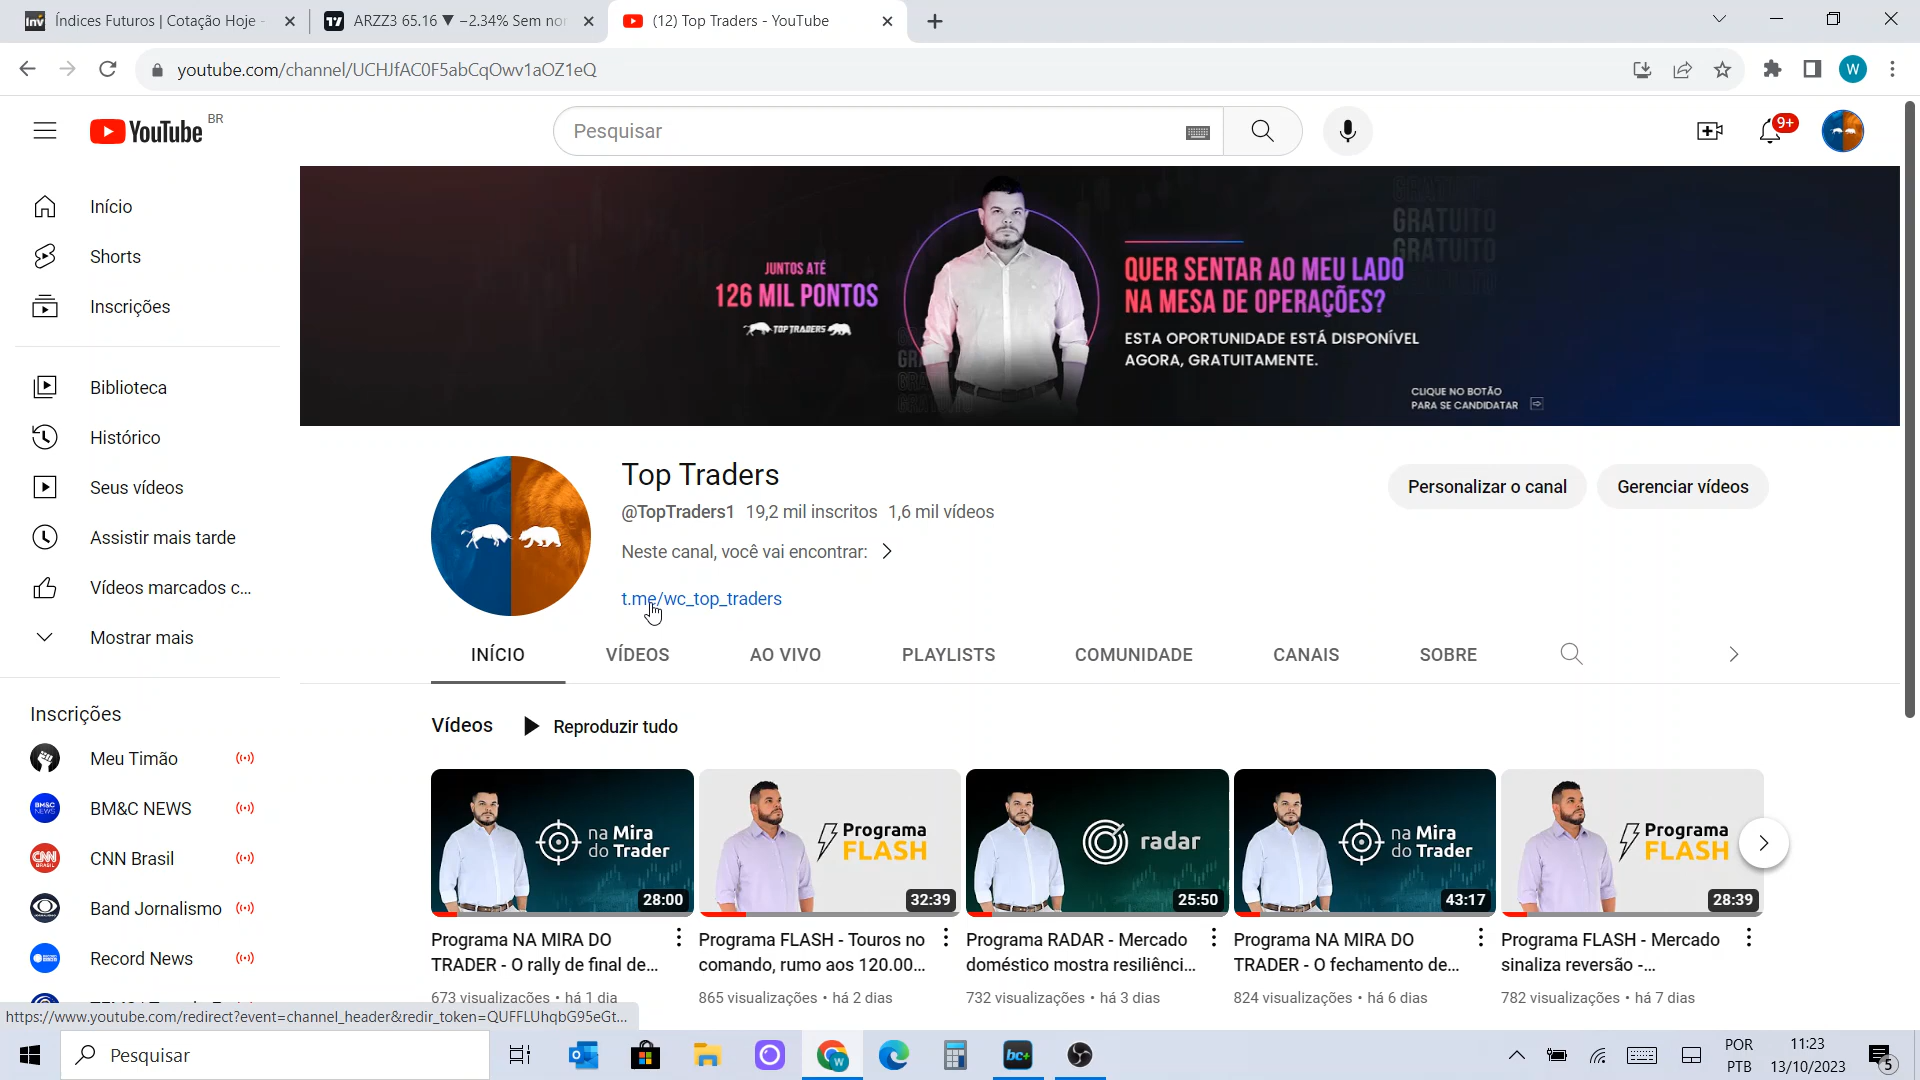 Índices Futuros | Cotação Hoje -
ARZZ3 65.16 ▼ −2.34% Sem no
(12) Top Traders - YouTube
youtube.com/channel/UCHJfAC0F5abCqOwv1aOZ1eQ
W
YouTube BR
Pesquisar
9+
Início
Shorts
Inscrições
Biblioteca
Histórico
Seus vídeos
Assistir mais tarde
Vídeos marcados c...
Mostrar mais
Inscrições
Meu Timão
BM&C NEWS
CNN Brasil
Band Jornalismo
Record News
JUNTOS ATÉ
126 MIL PONTOS
TOP TRADERS
GRATUITO
GRATUITO
QUER SENTAR AO MEU LADO
NA MESA DE OPERAÇÕES?
ESTA OPORTUNIDADE ESTÁ DISPONÍVEL
AGORA, GRATUITAMENTE.
CLIQUE NO BOTÃO
PARA SE CANDIDATAR
Top Traders
@TopTraders1 19,2 mil inscritos 1,6 mil vídeos
Neste canal, você vai encontrar:
t.me/wc_top_traders
Personalizar o canal
Gerenciar vídeos
INÍCIO VÍDEOS AO VIVO PLAYLISTS COMUNIDADE CANAIS SOBRE
Vídeos Reproduzir tudo
na Mira
do Trader
28:00
Programa NA MIRA DO
TRADER - O rally de final de...
673 visualizações • há 1 dia
Programa
FLASH
32:39
Programa FLASH - Touros no
comando, rumo aos 120.00...
865 visualizações • há 2 dias
radar
25:50
Programa RADAR - Mercado
doméstico mostra resiliênci...
732 visualizações • há 3 dias
na Mira
do Trader
43:17
Programa NA MIRA DO
TRADER - O fechamento de...
824 visualizações • há 6 dias
Programa
FLASH
28:39
Programa FLASH - Mercado
sinaliza reversão -...
782 visualizações • há 7 dias
https://www.youtube.com/redirect?event=channel_header&redir_token=QUFFLUhqbG95eGt...
Pesquisar
bc+
POR
PTB
11:23
13/10/2023
5